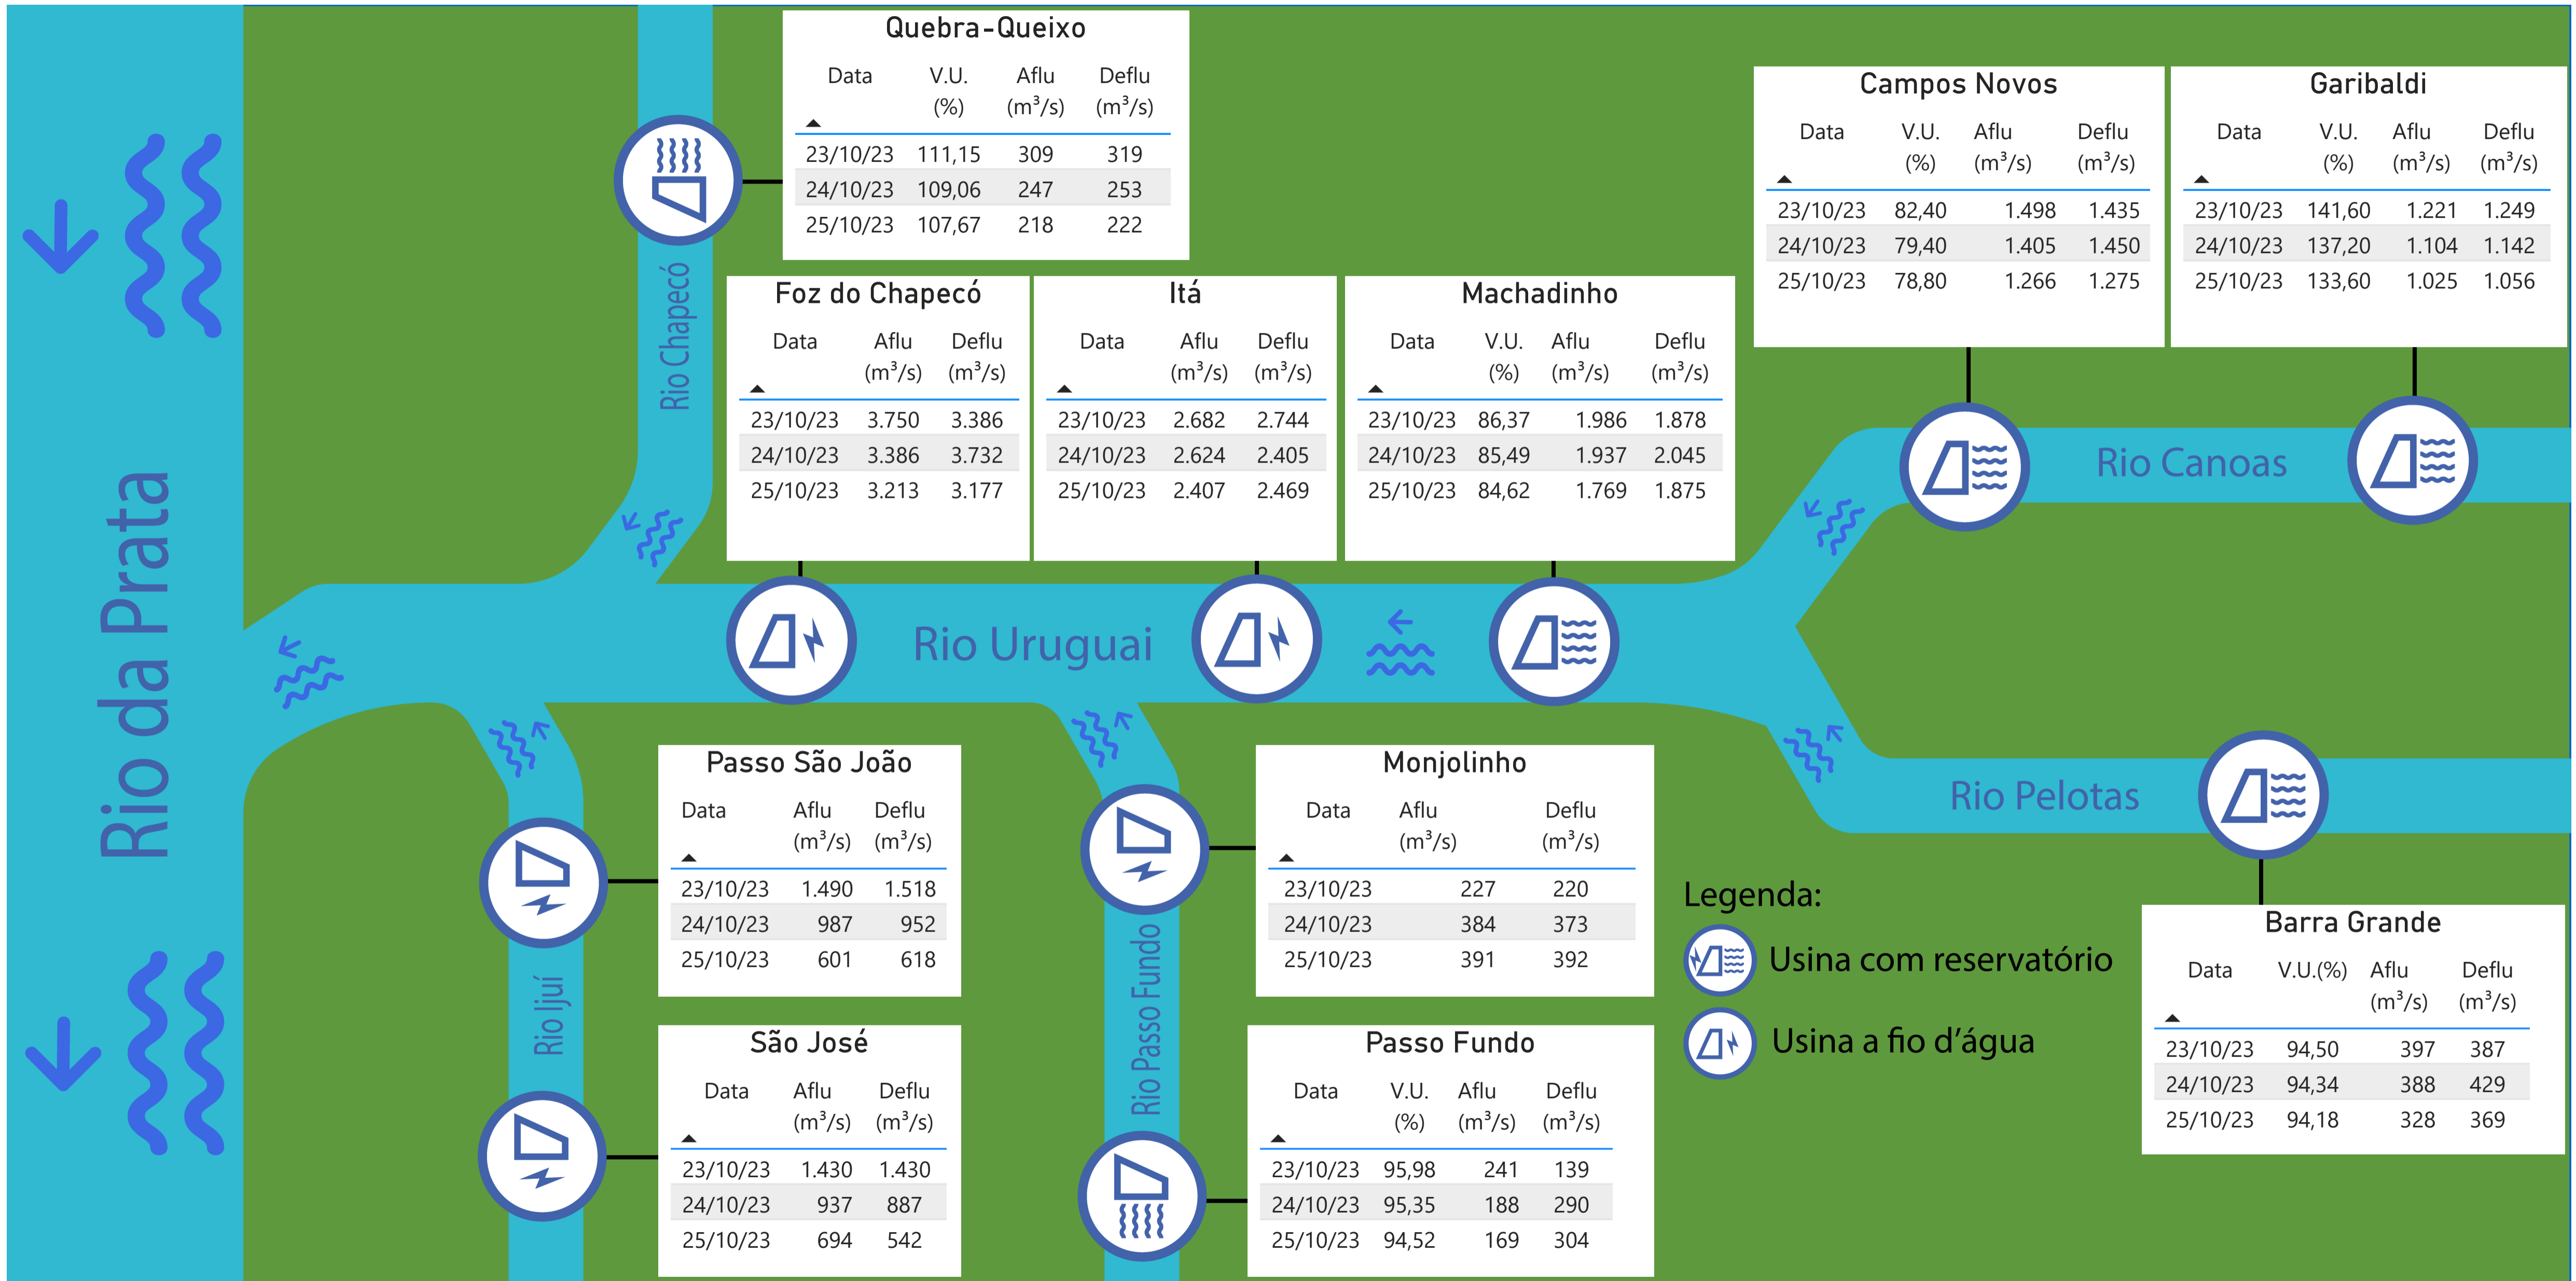 Quebra-Queixo
Data V.U. (%) Aflu (m³/s) Deflu (m³/s)
23/10/23 111,15 309 319
24/10/23 109,06 247 253
25/10/23 107,67 218 222
Campos Novos
Data V.U. (%) Aflu (m³/s) Deflu (m³/s)
23/10/23 82,40 1.498 1.435
24/10/23 79,40 1.405 1.450
25/10/23 78,80 1.266 1.275
Garibaldi
Data V.U. (%) Aflu (m³/s) Deflu (m³/s)
23/10/23 141,60 1.221 1.249
24/10/23 137,20 1.104 1.142
25/10/23 133,60 1.025 1.056
Rio Chapecó
Foz do Chapecó
Data Aflu (m³/s) Deflu (m³/s)
23/10/23 3.750 3.386
24/10/23 3.386 3.732
25/10/23 3.213 3.177
Itá
Data Aflu (m³/s) Deflu (m³/s)
23/10/23 2.682 2.744
24/10/23 2.624 2.405
25/10/23 2.407 2.469
Machadinho
Data V.U. (%) Aflu (m³/s) Deflu (m³/s)
23/10/23 86,37 1.986 1.878
24/10/23 85,49 1.937 2.045
25/10/23 84,62 1.769 1.875
Rio Canoas
Rio da Prata
Rio Uruguai
Rio Pelotas
Passo São João
Data Aflu (m³/s) Deflu (m³/s)
23/10/23 1.490 1.518
24/10/23 987 952
25/10/23 601 618
Monjolinho
Data Aflu (m³/s) Deflu (m³/s)
23/10/23 227 220
24/10/23 384 373
25/10/23 391 392
Legenda:
Usina com reservatório
Usina a fio d’água
Barra Grande
Data V.U.(%) Aflu (m³/s) Deflu (m³/s)
23/10/23 94,50 397 387
24/10/23 94,34 388 429
25/10/23 94,18 328 369
Rio Ijuí
São José
Data Aflu (m³/s) Deflu (m³/s)
23/10/23 1.430 1.430
24/10/23 937 887
25/10/23 694 542
Rio Passo Fundo
Passo Fundo
Data V.U. (%) Aflu (m³/s) Deflu (m³/s)
23/10/23 95,98 241 139
24/10/23 95,35 188 290
25/10/23 94,52 169 304